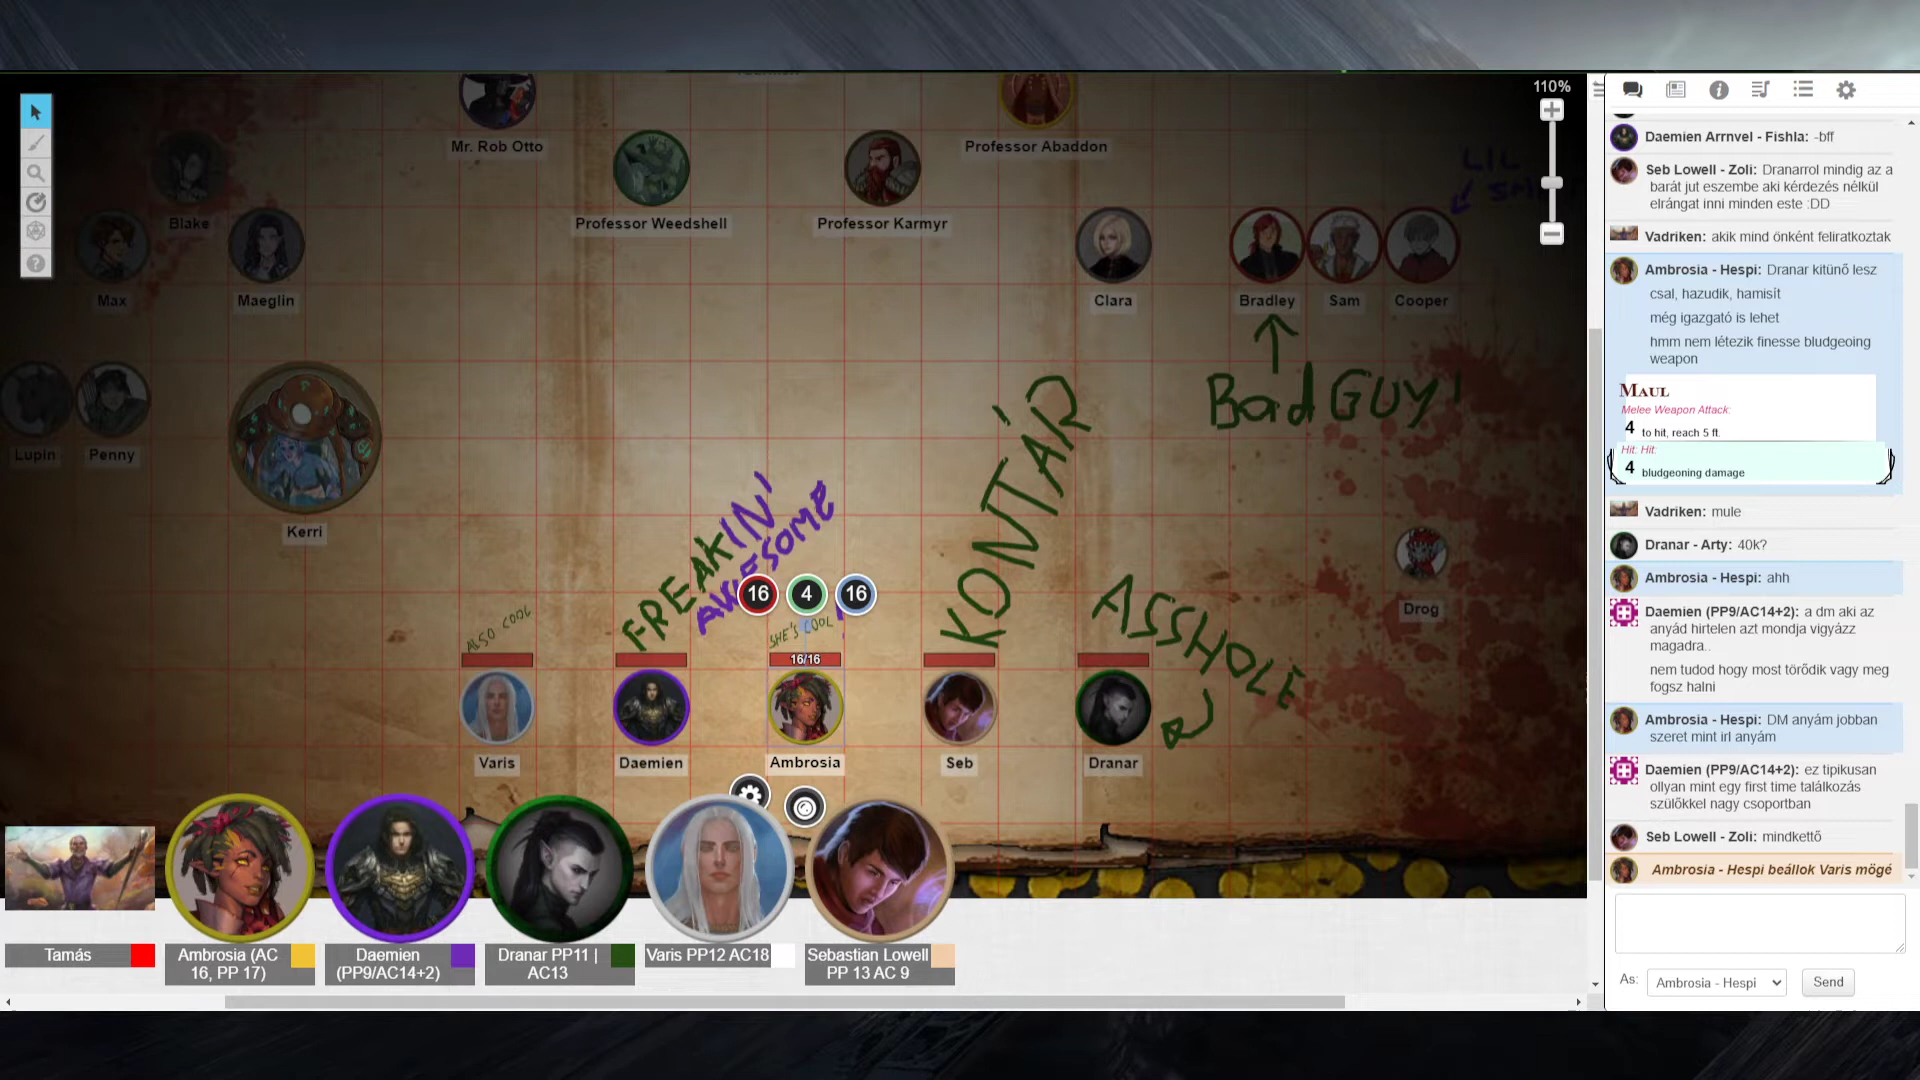 110%
Mr. Rob Otto
Professor Abaddon
LIL
Blake
Professor Weedshell
Professor Karmyr
Max
Maeglin
Clara
Bradley
Sam
Cooper
Bad GUY!
Lupin
Penny
Kerri
FREAKIN'
AWESOME
KONTÁR
ASSHOLE
Drog
16
4
16
ALSO COOL
SHE'S COOL
16/16
Varis
Daemien
Ambrosia
Seb
Dranar
Tamás
Ambrosia (AC
16, PP 17)
Daemien
(PP9/AC14+2)
Dranar PP11 |
AC13
Varis PP12 AC18
Sebastian Lowell
PP 13 AC 9
Daemien Arrnvel - Fishla: -bff
Seb Lowell - Zoli: Dranarrol mindig az a
barát jut eszembe aki kérdezés nélkül
elrángat inni minden este :DD
Vadriken: akik mind önként feliratkoztak
Ambrosia - Hespi: Dranar kitünő lesz
csal, hazudik, hamisít
még igazgató is lehet
hmm nem létezik finesse bludgeoing
weapon
MAUL
Melee Weapon Attack:
4 to hit, reach 5 ft.
Hit: Hit:
4 bludgeoning damage
Vadriken: mule
Dranar - Arty: 40k?
Ambrosia - Hespi: ahh
Daemien (PP9/AC14+2): a dm aki az
anyád hirtelen azt mondja vigyázz
magadra..
nem tudod hogy most törődik vagy meg
fogsz halni
Ambrosia - Hespi: DM anyám jobban
szeret mint irl anyám
Daemien (PP9/AC14+2): ez tipikusan
ollyan mint egy first time találkozás
szülőkkel nagy csoportban
Seb Lowell - Zoli: mindkettő
Ambrosia - Hespi beállok Varis mögé
As:
Ambrosia - Hespi
Send